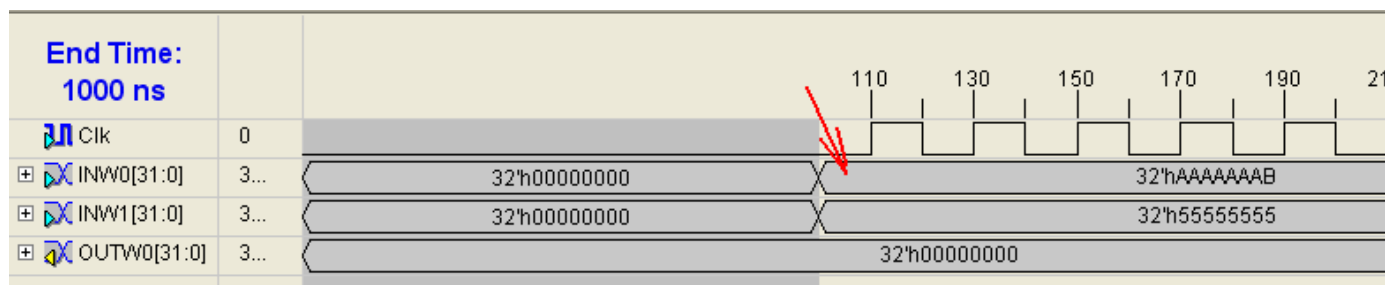 End Time:
1000 ns
110 130 150 170 190 21
Clk 0
INW0[31:0] 3... 32'h00000000 32'hAAAAAAAB
INW1[31:0] 3... 32'h00000000 32'h55555555
OUTW0[31:0] 3... 32'h00000000